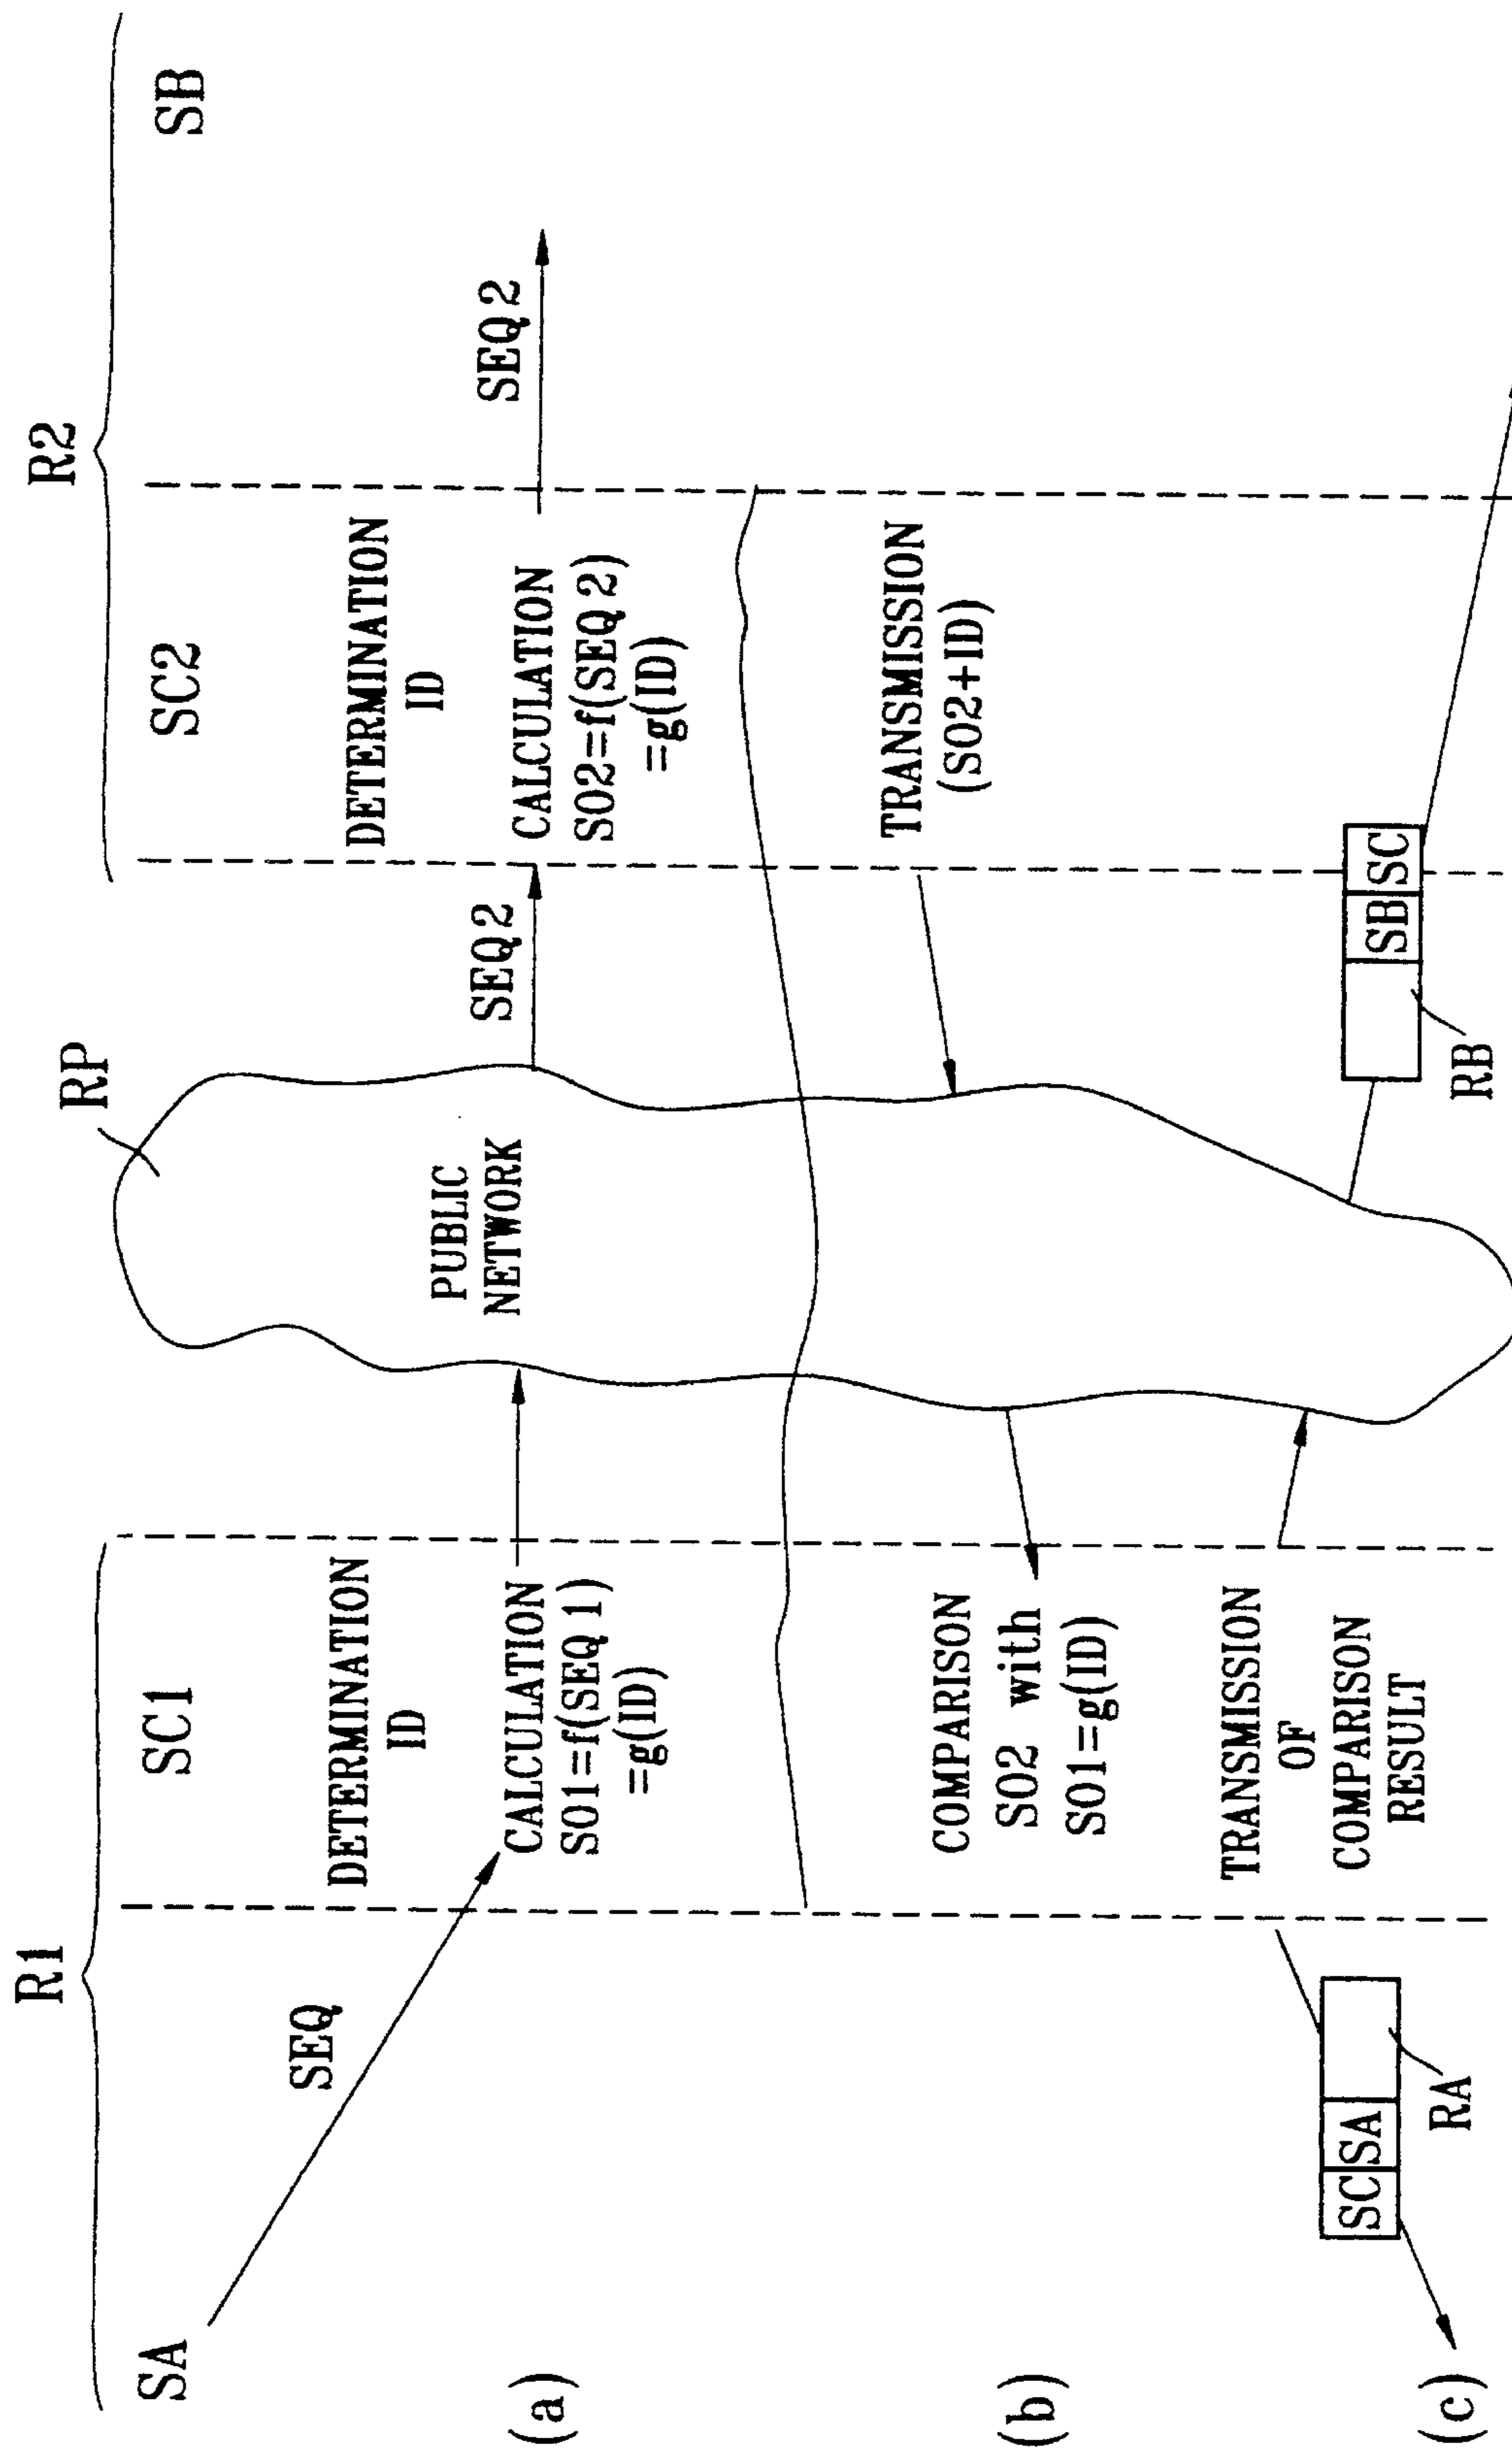 R1
R2
SA
SC1
RP
SC2
SB
SEQ
DETERMINATION
ID
CALCULATION
SO1=f(SEQ 1)
=g(ID)
PUBLIC
NETWORK
SEQ2
DETERMINATION
ID
CALCULATION
SO2=f(SEQ 2)
=g(ID)
SEQ 2
(a)
(b)
COMPARISON
SO2 with
SO1=g(ID)
TRANSMISSION
(SO2+ID)
TRANSMISSION
OF
COMPARISON
RESULT
(c)
SC SA
RA
SB SC
RB